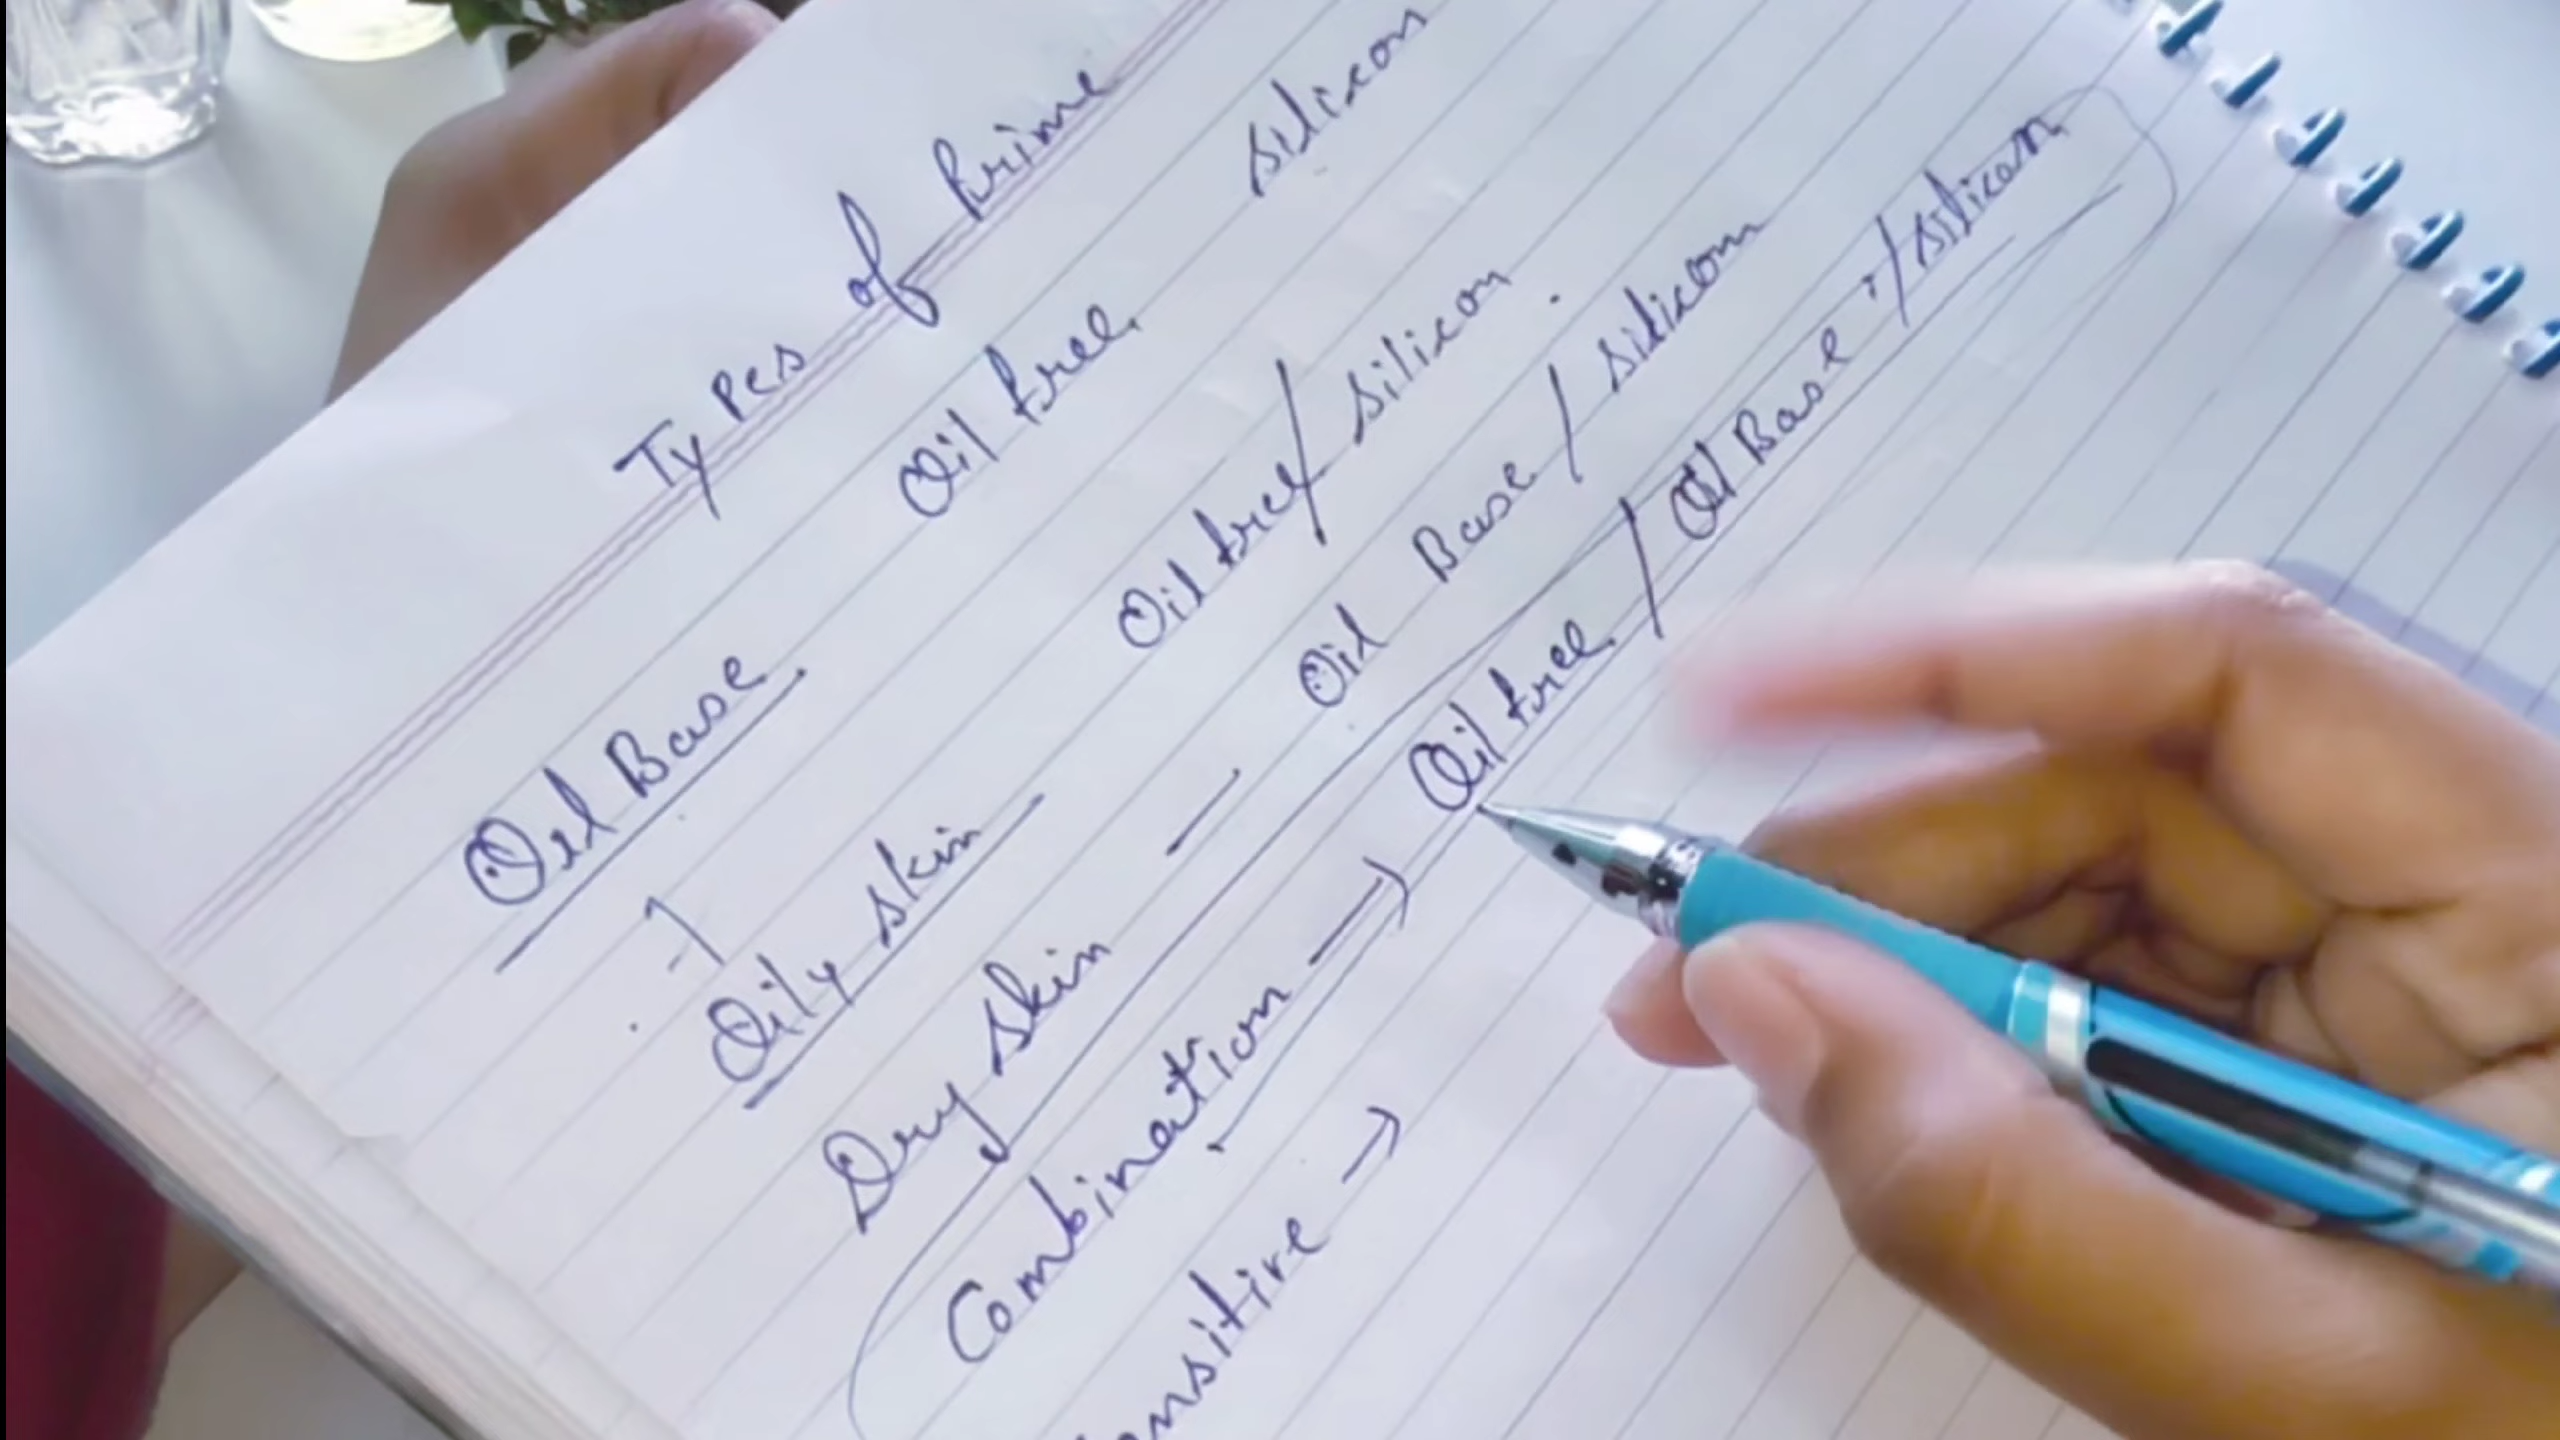 Types of Prime
Oil Base Oil free silicon
Oily skin Oil free/ silicon
Dry skin - Oil Base / silicon
Combination → Oil free / Oil Base / silicon
nsitive →